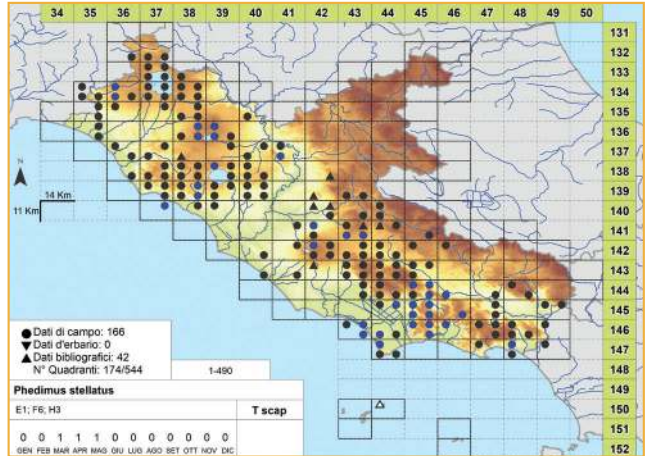 34 35 36 37 38 39 40 41 42 43 44 45 46 47 48 49 50
131
132
133
134
135
136
137
138
139
140
141
142
143
144
145
146
147
148
149
150
151
152
N
14 Km
11 Km
Dati di campo: 166
Dati d'erbario: 0
Dati bibliografici: 42
N° Quadranti: 174/544
1-490
Phedimus stellatus
E1; F6; H3
T scap
0 0 1 1 1 0 0 0 0 0 0 0
GEN FEB MAR APR MAG GIU LUG AGO SET OTT NOV DIC